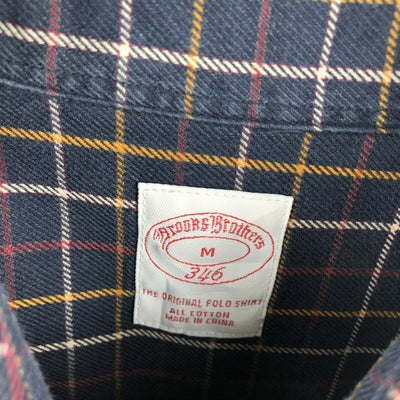 Brooks Brothers
M
346
THE ORIGINAL POLO SHIRT
ALL COTTON
MADE IN CHINA